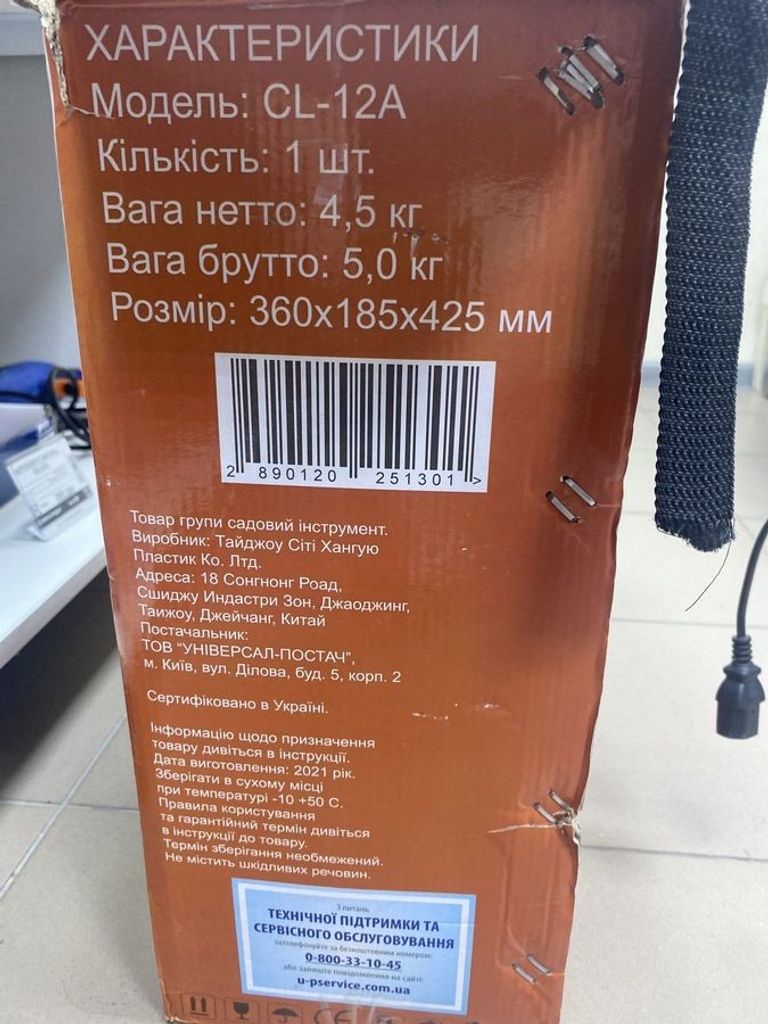 ХАРАКТЕРИСТИКИ
Модель: CL-12A
Кількість: 1 шт.
Вага нетто: 4,5 кг
Вага брутто: 5,0 кг
Розмір: 360х185х425 мм
2 890120 251301 >
Товар групи садовий інструмент.
Виробник: Тайджоу Сіті Хангую
Пластик Ко. Лтд.
Адреса: 18 Сонгнонг Роад,
Сшиджу Индастри Зон, Джаоджинг,
Таижоу, Джейчанг, Китай
Постачальник:
ТОВ "УНІВЕРСАЛ-ПОСТАЧ",
м. Київ, вул. Ділова, буд. 5, корп. 2
Сертифіковано в Україні.
Інформацію щодо призначення
товару дивіться в інструкції.
Дата виготовлення: 2021 рік.
Зберігати в сухому місці
при температурі -10 +50 С.
Правила користування
та гарантійний термін дивіться
в інструкції до товару.
Термін зберігання необмежений.
Не містить шкідливих речовин.
З питань
ТЕХНІЧНОЇ ПІДТРИМКИ ТА
СЕРВІСНОГО ОБСЛУГОВУВАННЯ
зателефонуйте за безкоштовним номером:
0-800-33-10-45
або залиште повідомлення на сайті:
u-pservice.com.ua
CE